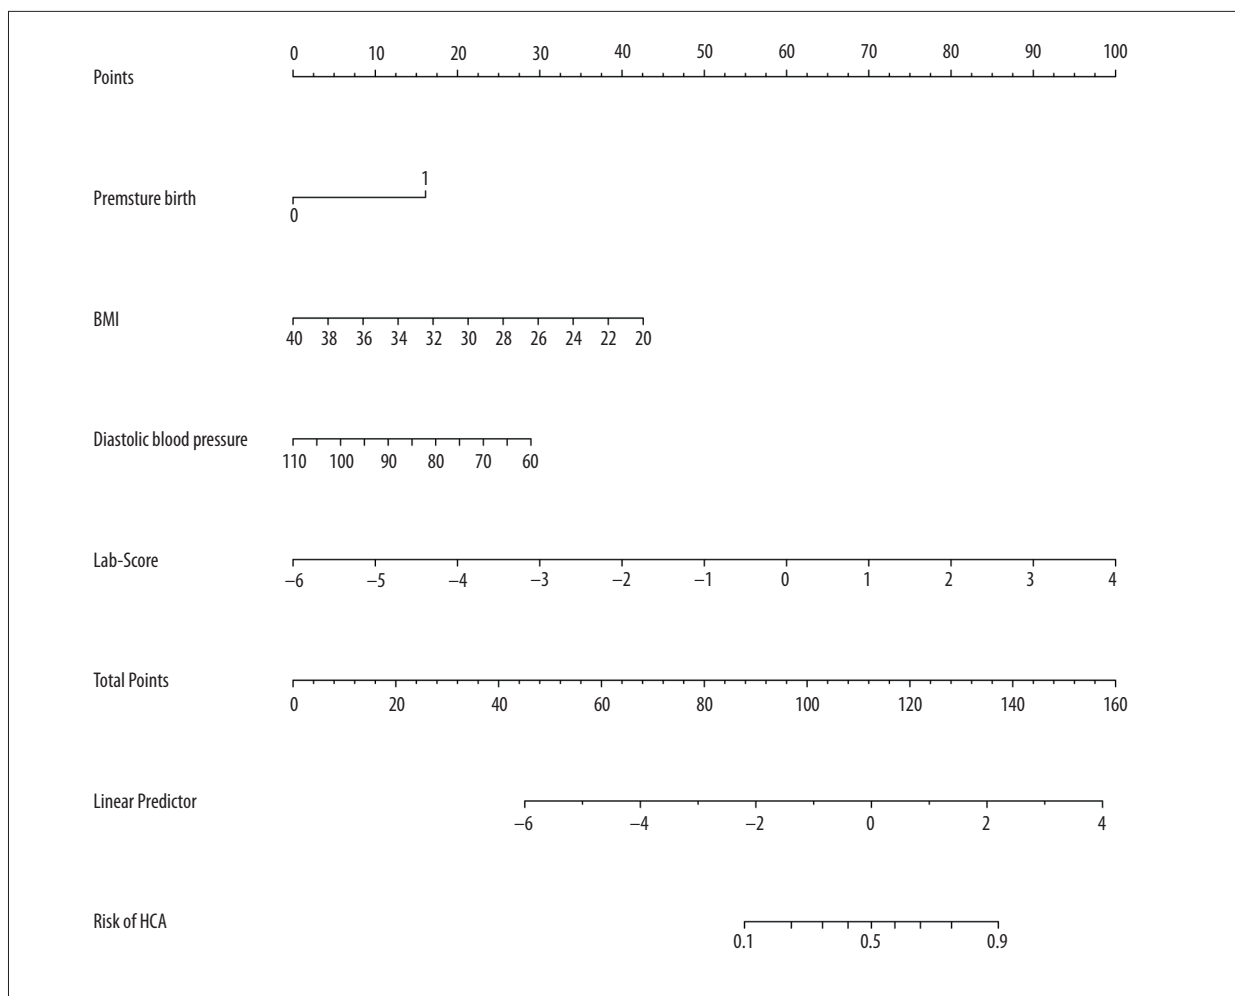 0 10 20 30 40 50 60 70 80 90 100
Points
1
Premsture birth
0
BMI
40 38 36 34 32 30 28 26 24 22 20
Diastolic blood pressure
110 100 90 80 70 60
Lab-Score
−6 −5 −4 −3 −2 −1 0 1 2 3 4
Total Points
0 20 40 60 80 100 120 140 160
Linear Predictor
−6 −4 −2 0 2 4
Risk of HCA
0.1 0.5 0.9